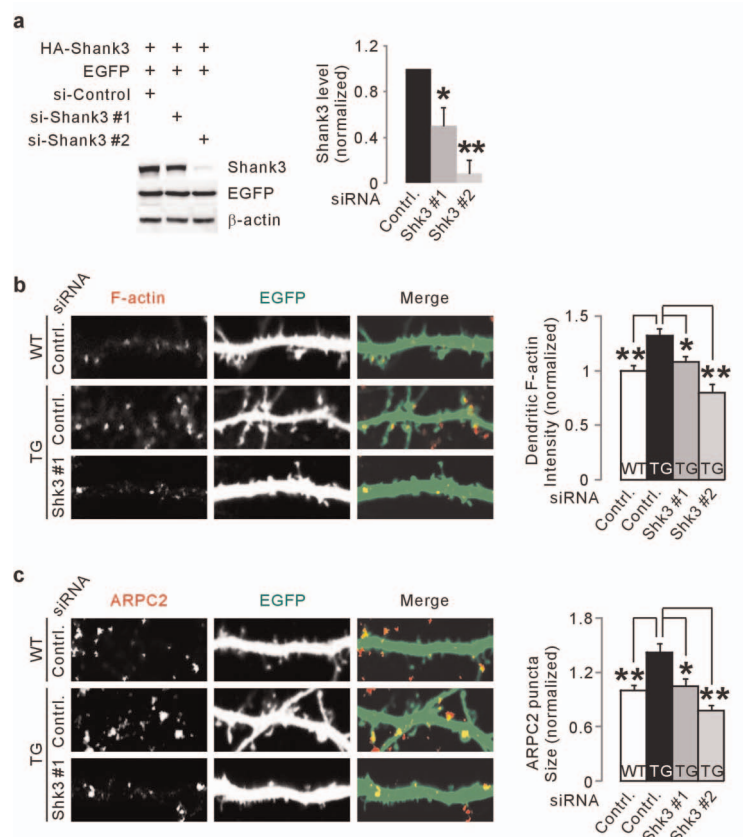 a
HA-Shank3 + + +
EGFP + + +
si-Control +
si-Shank3 #1 +
si-Shank3 #2 +
Shank3
EGFP
β-actin
Shank3 level
(normalized)
1.2
0.8
0.4
0
*
**
siRNA
Contrl.
Shk3 #1
Shk3 #2
b
siRNA
F-actin EGFP Merge
WT
Contrl.
TG
Contrl.
Shk3 #1
Dendritic F-actin
Intensity (normalized)
1.5
1
0.5
0
**
*
**
WT TG TG TG
siRNA
Contrl.
Contrl.
Shk3 #1
Shk3 #2
c
siRNA
ARPC2 EGFP Merge
WT
Contrl.
TG
Contrl.
Shk3 #1
ARPC2 puncta
Size (normalized)
1.8
1.2
0.6
0
**
*
**
WT TG TG TG
siRNA
Contrl.
Contrl.
Shk3 #1
Shk3 #2